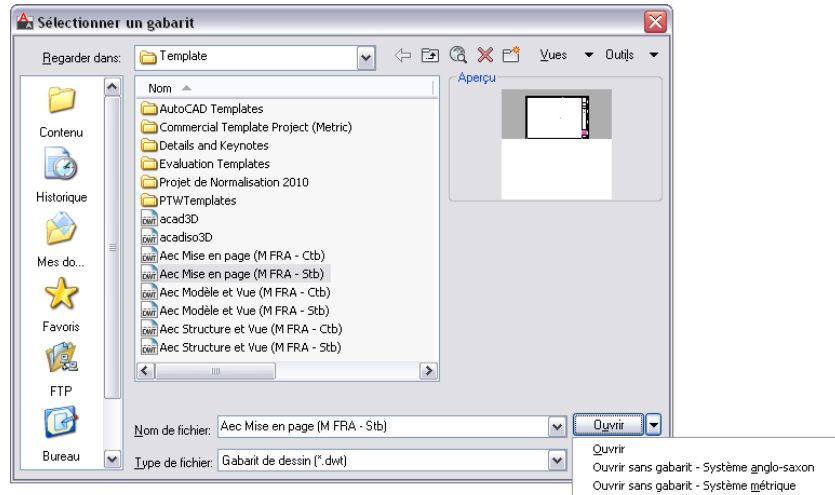 Sélectionner un gabarit
Regarder dans: Template Vues Outils
Contenu
Historique
Mes do...
Favoris
FTP
Bureau
Nom
AutoCAD Templates
Commercial Template Project (Metric)
Details and Keynotes
Evaluation Templates
Projet de Normalisation 2010
PTWTemplates
acad3D
acadiso3D
Aec Mise en page (M FRA - Ctb)
Aec Mise en page (M FRA - Stb)
Aec Modèle et Vue (M FRA - Ctb)
Aec Modèle et Vue (M FRA - Stb)
Aec Structure et Vue (M FRA - Ctb)
Aec Structure et Vue (M FRA - Stb)
Aperçu
Nom de fichier: Aec Mise en page (M FRA - Stb) Ouvrir
Type de fichier: Gabarit de dessin (*.dwt)
Ouvrir
Ouvrir sans gabarit - Système anglo-saxon
Ouvrir sans gabarit - Système métrique